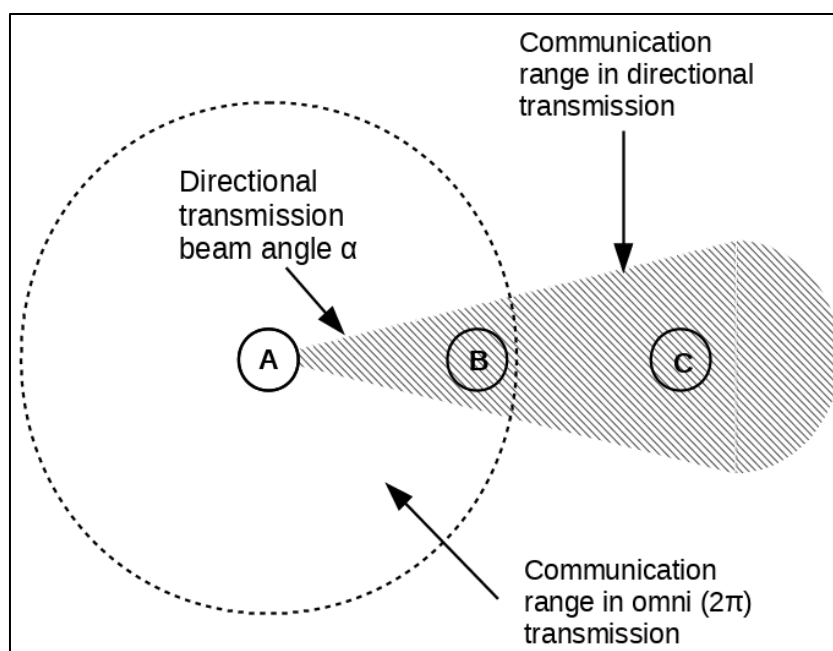 Communication
range in directional
transmission
Directional
transmission
beam angle α
A
B
C
Communication
range in omni (2π)
transmission